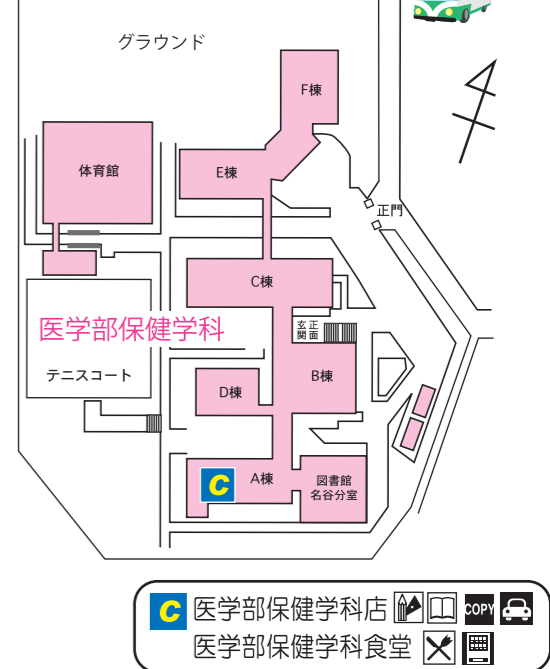 グラウンド
F棟
体育館
E棟
正門
C棟
医学部保健学科
玄正
関面
テニスコート
B棟
D棟
C
A棟
図書館
名谷分室
C 医学部保健学科店 COPY
医学部保健学科食堂